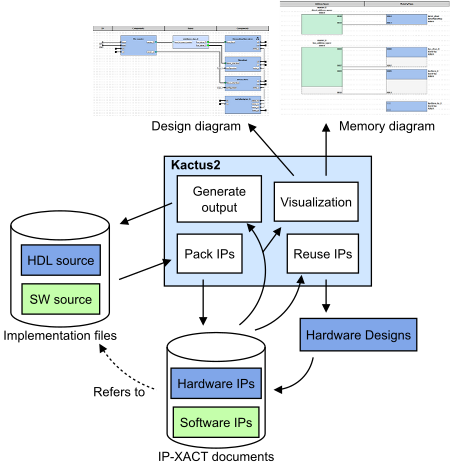 Design diagram
Memory diagram
Kactus2
Generate
output
Visualization
Pack IPs
Reuse IPs
HDL source
SW source
Implementation files
Hardware Designs
Refers to
Hardware IPs
Software IPs
IP-XACT documents